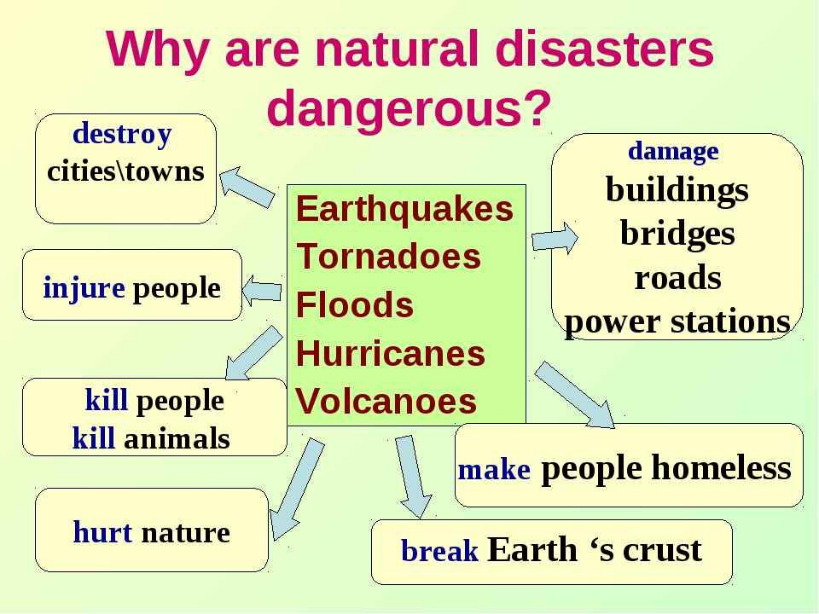 Why are natural disasters
dangerous?
destroy
cities\towns
injure people
kill people
kill animals
hurt nature
Earthquakes
Tornadoes
Floods
Hurricanes
Volcanoes
damage
buildings
bridges
roads
power stations
make people homeless
break Earth ‘s crust